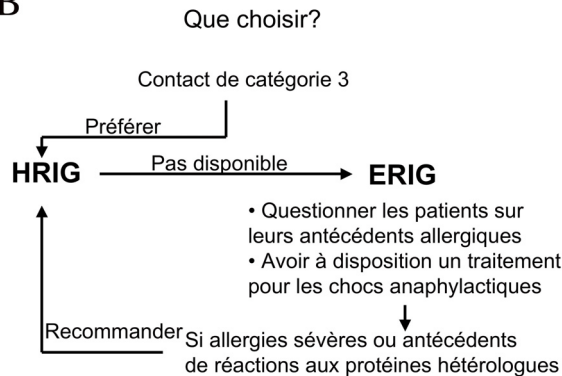 B
Que choisir?
Contact de catégorie 3
Préférer
HRIG
Pas disponible
ERIG
• Questionner les patients sur
leurs antécédents allergiques
• Avoir à disposition un traitement
pour les chocs anaphylactiques
Recommander
Si allergies sévères ou antécédents
de réactions aux protéines hétérologues